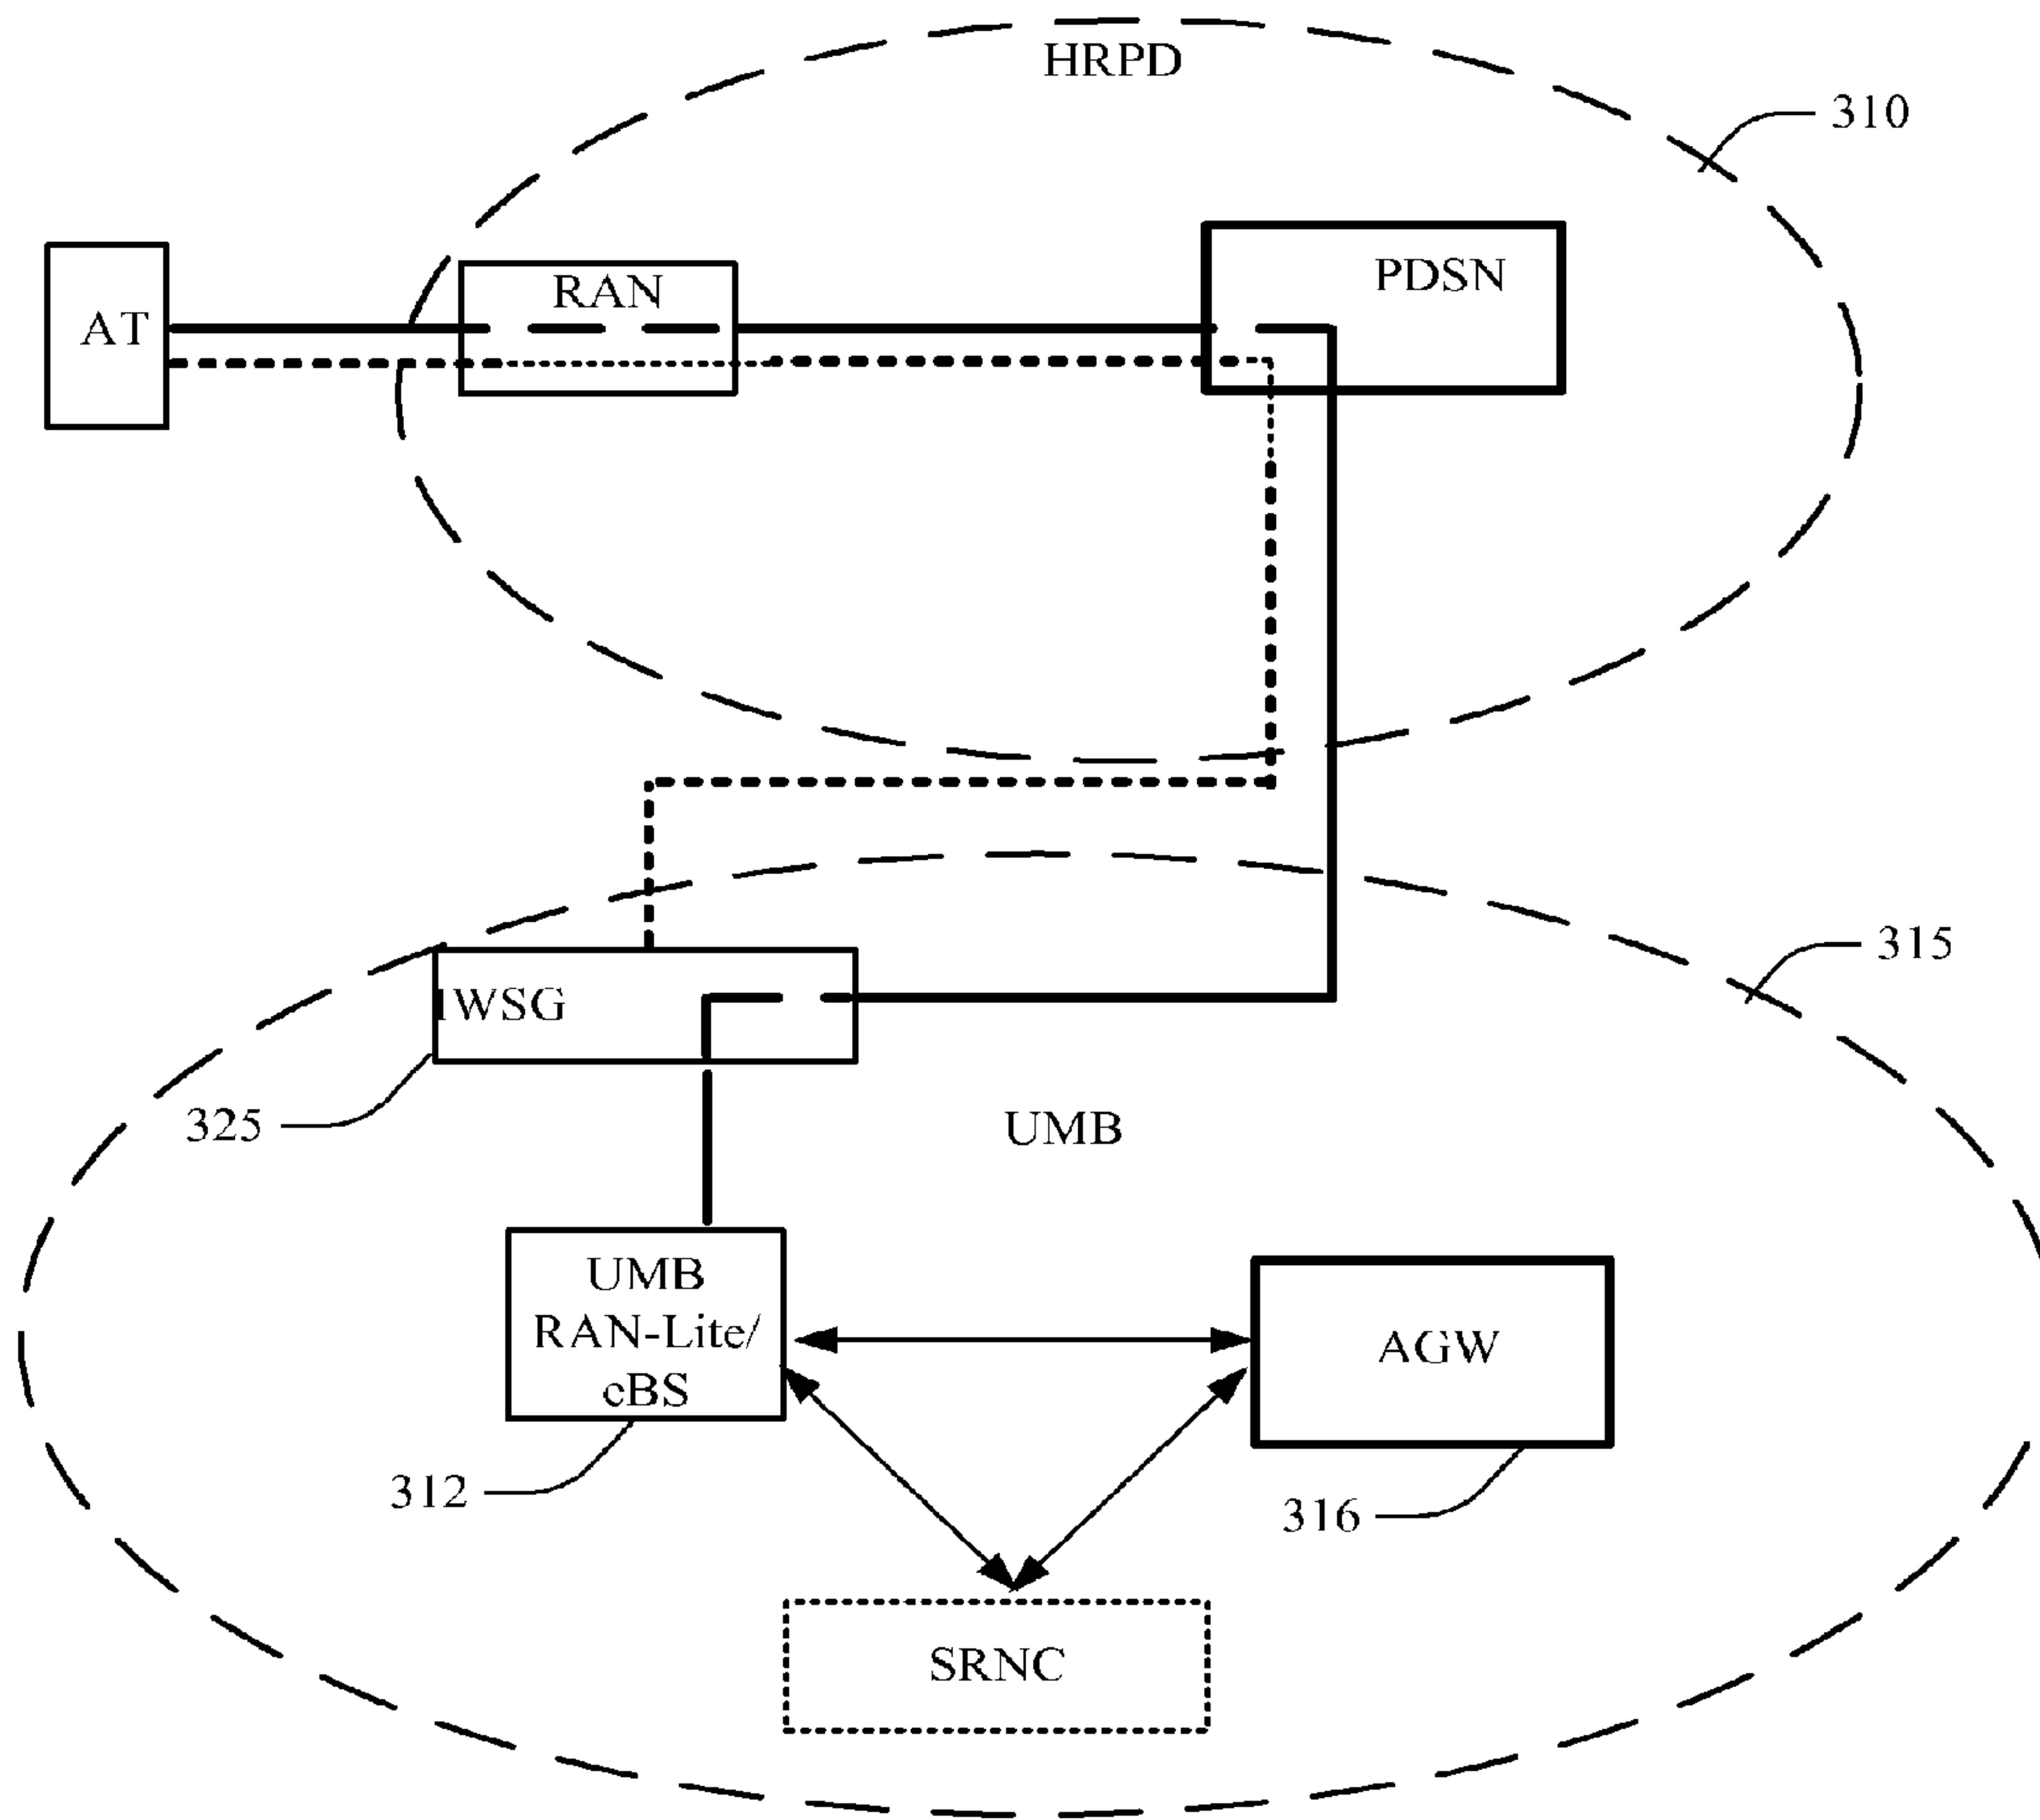 HRPD
310
AT
RAN
PDSN
315
IWSG
325
UMB
UMB
RAN-Lite/
eBS
312
AGW
316
SRNC